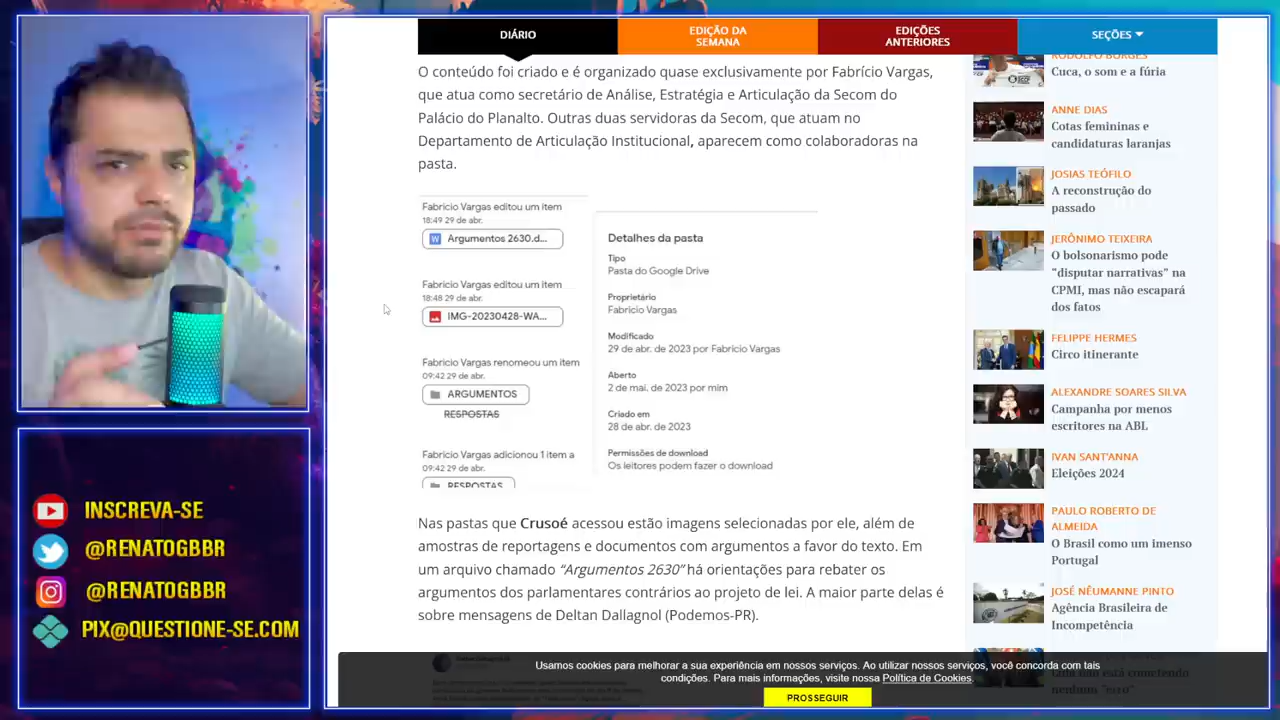 DIÁRIO
EDIÇÃO DA
SEMANA
EDIÇÕES
ANTERIORES
SEÇÕES
O conteúdo foi criado e é organizado quase exclusivamente por Fabrício Vargas,
que atua como secretário de Análise, Estratégia e Articulação da Secom do
Palácio do Planalto. Outras duas servidoras da Secom, que atuam no
Departamento de Articulação Institucional, aparecem como colaboradoras na
pasta.
Fabricio Vargas editou um item
18:49 29 de abr.
Argumentos 2630.d...
Fabricio Vargas editou um item
18:48 29 de abr.
IMG-20230428-WA...
Fabricio Vargas renomeou um item
09:42 29 de abr.
ARGUMENTOS
RESPOSTAS
Fabricio Vargas adicionou 1 item a
09:42 29 de abr.
RESPOSTAS
Detalhes da pasta
Tipo
Pasta do Google Drive
Proprietário
Fabrício Vargas
Modificado
29 de abr. de 2023 por Fabrício Vargas
Aberto
2 de mai. de 2023 por mim
Criado em
28 de abr. de 2023
Permissões de download
Os leitores podem fazer o download
Nas pastas que Crusoé acessou estão imagens selecionadas por ele, além de
amostras de reportagens e documentos com argumentos a favor do texto. Em
um arquivo chamado “Argumentos 2630” há orientações para rebater os
argumentos dos parlamentares contrários ao projeto de lei. A maior parte delas é
sobre mensagens de Deltan Dallagnol (Podemos-PR).
RODOLFO BORGES
Cuca, o som e a fúria
ANNE DIAS
Cotas femininas e
candidaturas laranjas
JOSIAS TEÓFILO
A reconstrução do
passado
JERÔNIMO TEIXEIRA
O bolsonarismo pode
“disputar narrativas” na
CPMI, mas não escapará
dos fatos
FELIPPE HERMES
Circo itinerante
ALEXANDRE SOARES SILVA
Campanha por menos
escritores na ABL
IVAN SANT'ANNA
Eleições 2024
PAULO ROBERTO DE
ALMEIDA
O Brasil como um imenso
Portugal
JOSÉ NÊUMANNE PINTO
Agência Brasileira de
Incompetência
Usamos cookies para melhorar a sua experiência em nossos serviços. Ao utilizar nossos serviços, você concorda com tais
condições. Para mais informações, visite nossa Política de Cookies.
PROSSEGUIR
INSCREVA-SE
@RENATOGBBR
@RENATOGBBR
PIX@QUESTIONE-SE.COM